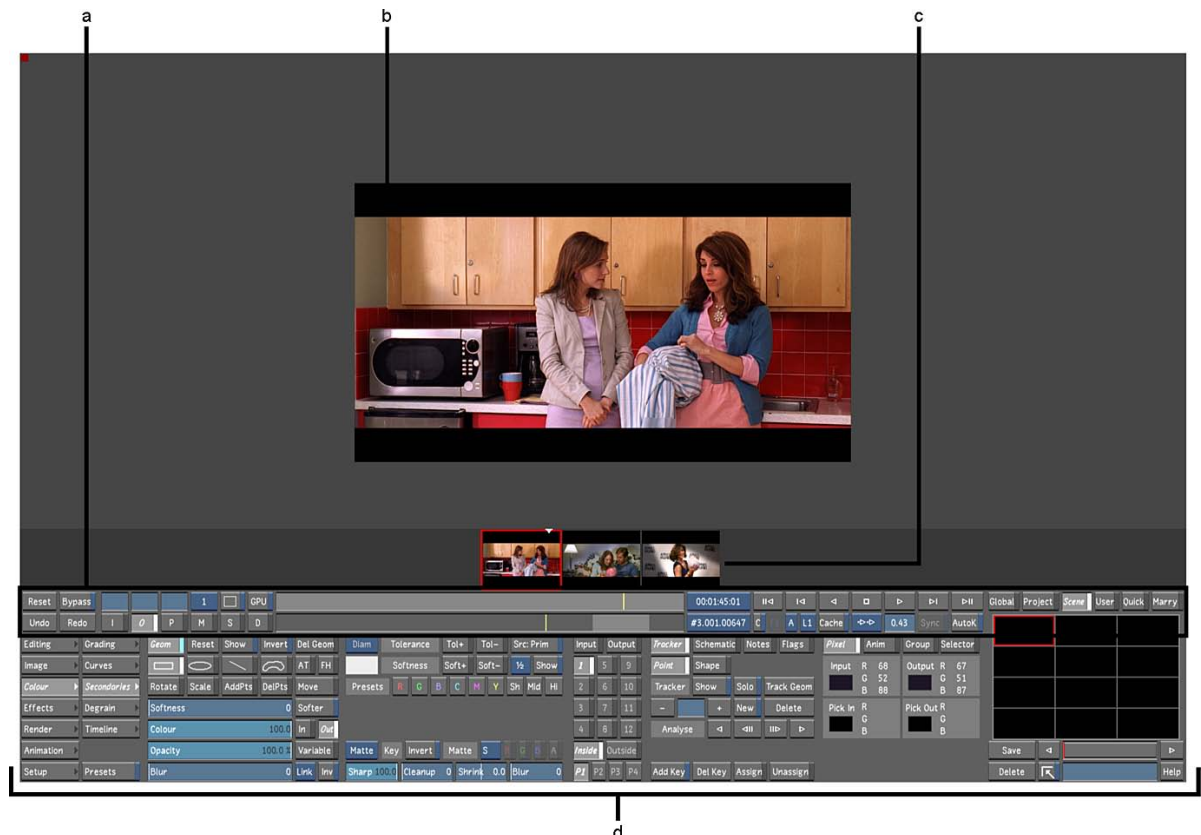 a b c
Reset Bypass 1 GPU 00:01:45:01 Global Project Scene User Quick Marry
Undo Redo I O P M S D #3.001.00647 C A L1 Cache 0.43 Sync AutoK
Editing Grading Geom Reset Show Invert Del Geom Diam Tolerance Tol+ Tol- Src: Prim Input Output Tracker Schematic Notes Flags Pixel Anim Group Selector
Image Curves AT FH Softness Soft+ Soft- ½ Show 1 5 9 Point Shape Input R 68 Output R 67
G 52 G 51
Colour Secondaries Rotate Scale AddPts DelPts Move Presets R G B C M Y Sh Mid Hi 2 6 10 Tracker Show Solo Track Geom B 88 B 87
Effects Degrain Softness 0 Softer 3 7 11 - + New Delete Pick In R Pick Out R
G G
Render Timeline Colour 100.0 In Out 4 8 12 Analyse B B
Animation Opacity 100.0 % Variable Matte Key Invert Matte S R G B A Inside Outside Save
Setup Presets Blur 0 Link Inv Sharp 100.0 Cleanup 0 Shrink 0.0 Blur 0 P1 P2 P3 P4 Add Key Del Key Assign Unassign Delete Help
d